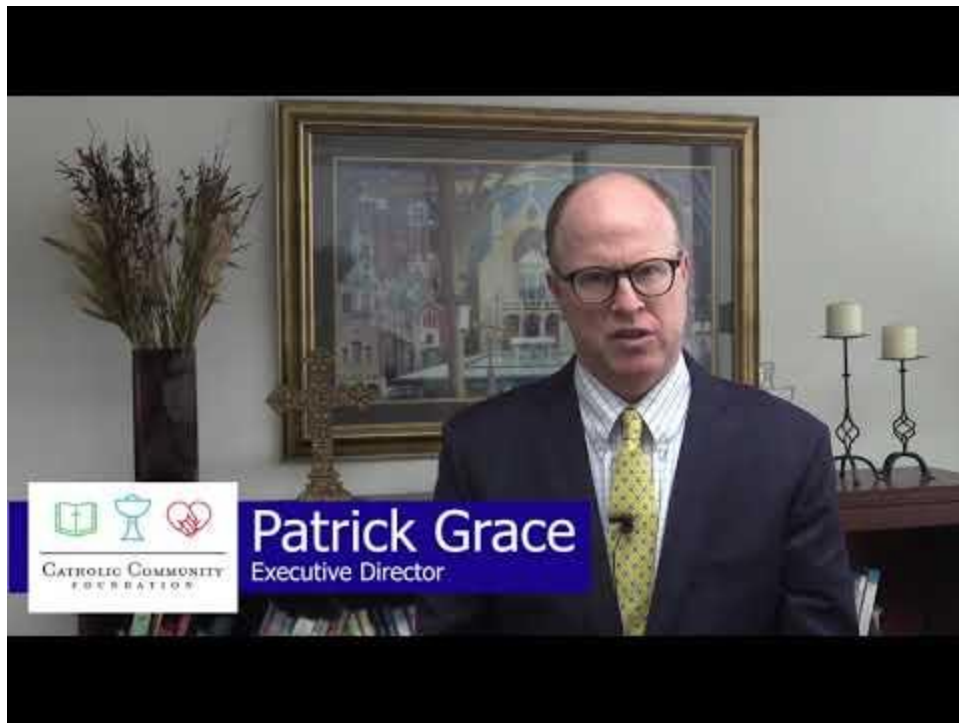 Patrick Grace
Executive Director
CATHOLIC COMMUNITY
FOUNDATION